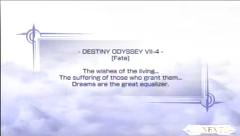 - DESTINY ODYSSEY VII-4 -
[Fate]
The wishes of the living...
The suffering of those who grant them...
Dreams are the great equalizer.
NEXT